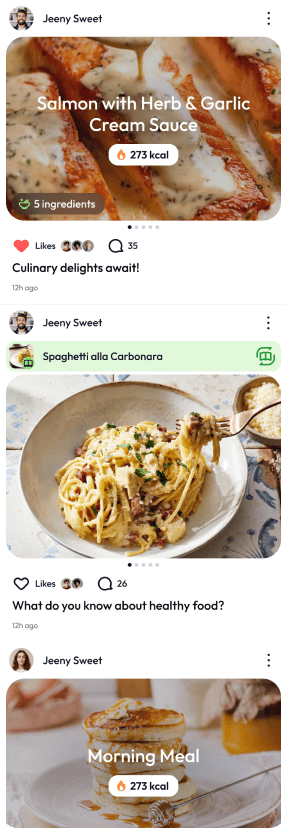 Jeeny Sweet
Salmon with Herb & Garlic
Cream Sauce
273 kcal
5 ingredients
Likes 35
Culinary delights await!
12h ago
Jeeny Sweet
Spaghetti alla Carbonara
Likes 26
What do you know about healthy food?
12h ago
Jeeny Sweet
Morning Meal
273 kcal